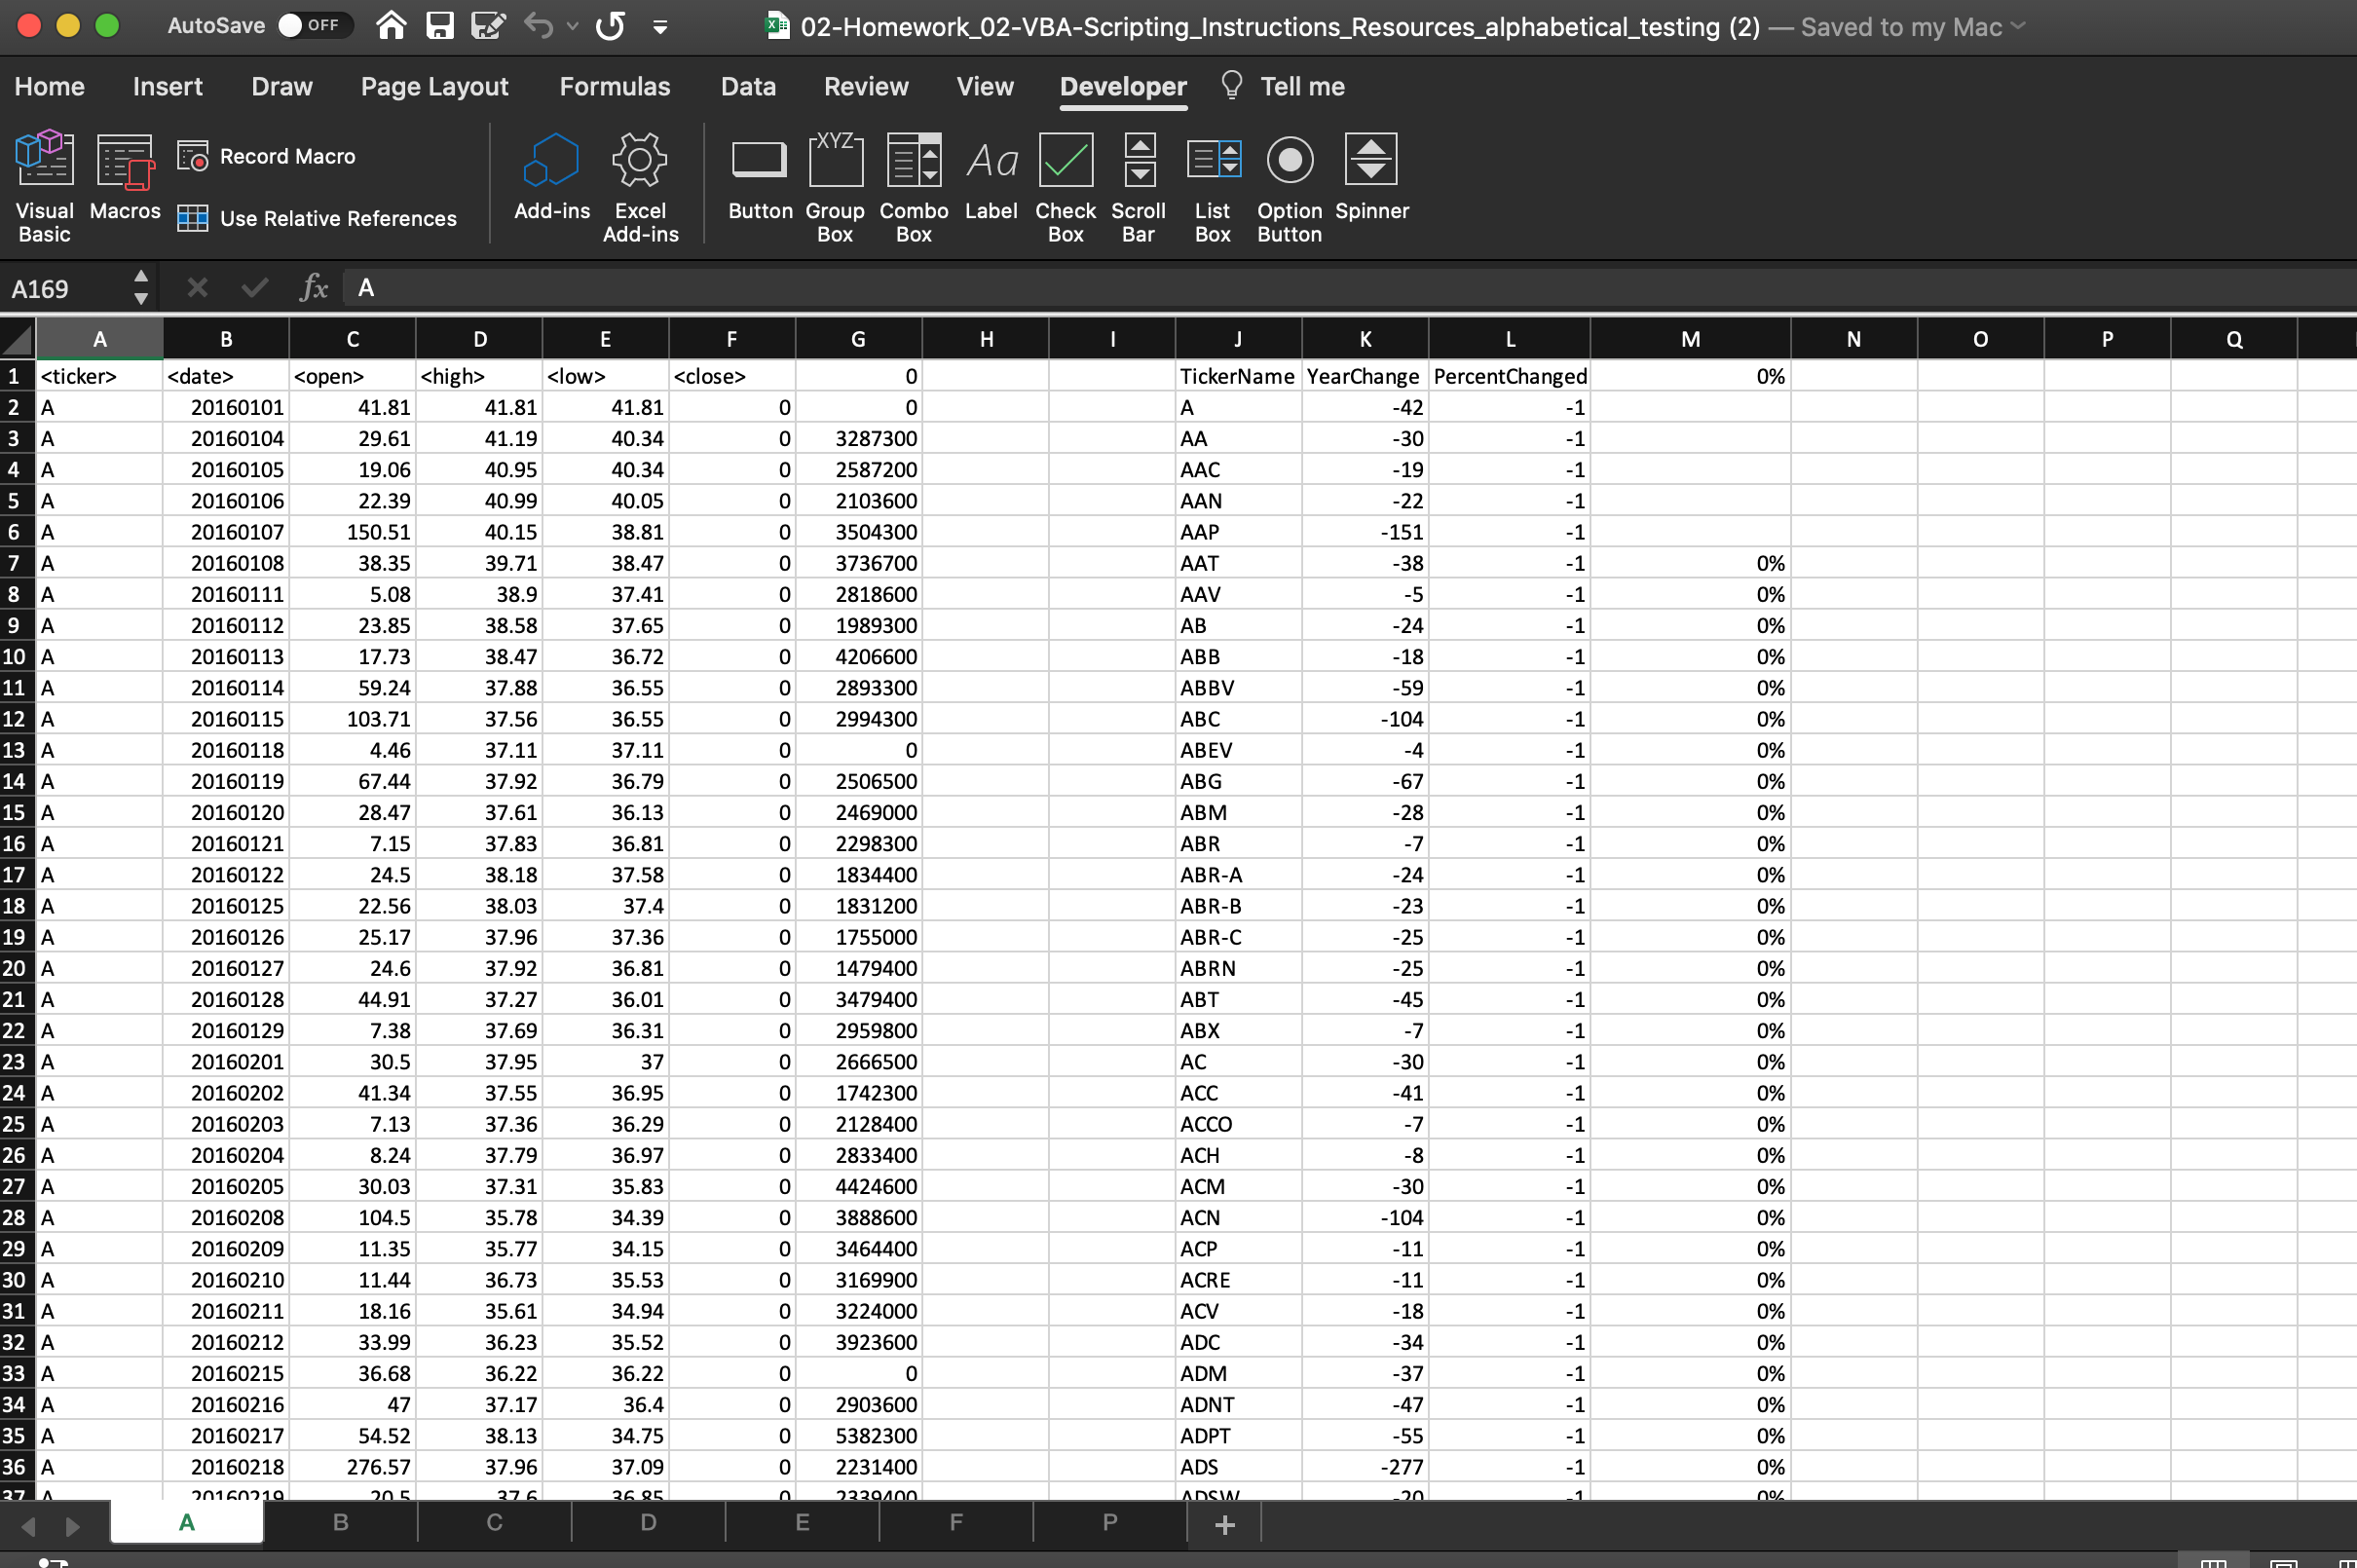 AutoSave OFF 02-Homework_02-VBA-Scripting_Instructions_Resources_alphabetical_testing (2) — Saved to my Mac
Home Insert Draw Page Layout Formulas Data Review View Developer Tell me
Visual Basic Macros Record Macro Use Relative References Add-ins Excel Add-ins XYZ Button Group Box Combo Box Aa Label Check Box Scroll Bar List Box Option Button Spinner
A169 fx A
A B C D E F G H I J K L M N O P Q
1 <ticker> <date> <open> <high> <low> <close> 0 TickerName YearChange PercentChanged 0%
2 A 20160101 41.81 41.81 41.81 0 0 A -42 -1
3 A 20160104 29.61 41.19 40.34 0 3287300 AA -30 -1
4 A 20160105 19.06 40.95 40.34 0 2587200 AAC -19 -1
5 A 20160106 22.39 40.99 40.05 0 2103600 AAN -22 -1
6 A 20160107 150.51 40.15 38.81 0 3504300 AAP -151 -1
7 A 20160108 38.35 39.71 38.47 0 3736700 AAT -38 -1 0%
8 A 20160111 5.08 38.9 37.41 0 2818600 AAV -5 -1 0%
9 A 20160112 23.85 38.58 37.65 0 1989300 AB -24 -1 0%
10 A 20160113 17.73 38.47 36.72 0 4206600 ABB -18 -1 0%
11 A 20160114 59.24 37.88 36.55 0 2893300 ABBV -59 -1 0%
12 A 20160115 103.71 37.56 36.55 0 2994300 ABC -104 -1 0%
13 A 20160118 4.46 37.11 37.11 0 0 ABEV -4 -1 0%
14 A 20160119 67.44 37.92 36.79 0 2506500 ABG -67 -1 0%
15 A 20160120 28.47 37.61 36.13 0 2469000 ABM -28 -1 0%
16 A 20160121 7.15 37.83 36.81 0 2298300 ABR -7 -1 0%
17 A 20160122 24.5 38.18 37.58 0 1834400 ABR-A -24 -1 0%
18 A 20160125 22.56 38.03 37.4 0 1831200 ABR-B -23 -1 0%
19 A 20160126 25.17 37.96 37.36 0 1755000 ABR-C -25 -1 0%
20 A 20160127 24.6 37.92 36.81 0 1479400 ABRN -25 -1 0%
21 A 20160128 44.91 37.27 36.01 0 3479400 ABT -45 -1 0%
22 A 20160129 7.38 37.69 36.31 0 2959800 ABX -7 -1 0%
23 A 20160201 30.5 37.95 37 0 2666500 AC -30 -1 0%
24 A 20160202 41.34 37.55 36.95 0 1742300 ACC -41 -1 0%
25 A 20160203 7.13 37.36 36.29 0 2128400 ACCO -7 -1 0%
26 A 20160204 8.24 37.79 36.97 0 2833400 ACH -8 -1 0%
27 A 20160205 30.03 37.31 35.83 0 4424600 ACM -30 -1 0%
28 A 20160208 104.5 35.78 34.39 0 3888600 ACN -104 -1 0%
29 A 20160209 11.35 35.77 34.15 0 3464400 ACP -11 -1 0%
30 A 20160210 11.44 36.73 35.53 0 3169900 ACRE -11 -1 0%
31 A 20160211 18.16 35.61 34.94 0 3224000 ACV -18 -1 0%
32 A 20160212 33.99 36.23 35.52 0 3923600 ADC -34 -1 0%
33 A 20160215 36.68 36.22 36.22 0 0 ADM -37 -1 0%
34 A 20160216 47 37.17 36.4 0 2903600 ADNT -47 -1 0%
35 A 20160217 54.52 38.13 34.75 0 5382300 ADPT -55 -1 0%
36 A 20160218 276.57 37.96 37.09 0 2231400 ADS -277 -1 0%
37 A 20160219 20.5 37.6 36.85 0 2339400 ADSW -20 -1 0%
A B C D E F P +